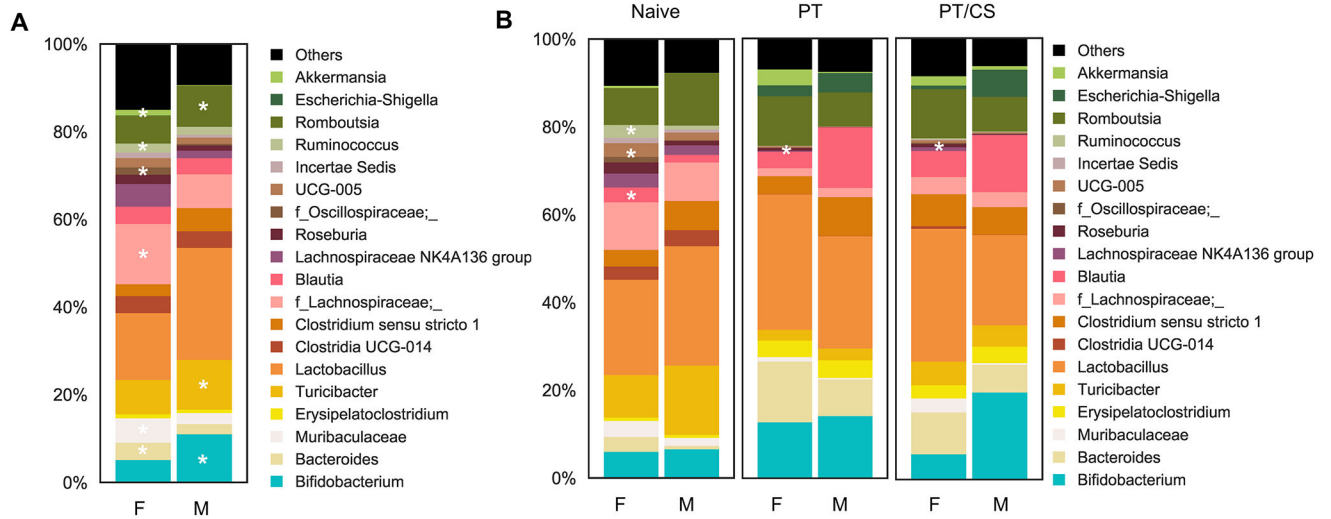 A
100%
80%
60%
40%
20%
0%
F
M
Others
Akkermansia
Escherichia-Shigella
Romboutsia
Ruminococcus
Incertae Sedis
UCG-005
f_Oscillospiraceae;_
Roseburia
Lachnospiraceae NK4A136 group
Blautia
f_Lachnospiraceae;_
Clostridium sensu stricto 1
Clostridia UCG-014
Lactobacillus
Turicibacter
Erysipelatoclostridium
Muribaculaceae
Bacteroides
Bifidobacterium
B
Naive
PT
PT/CS
100%
80%
60%
40%
20%
0%
F
M
F
M
F
M
Others
Akkermansia
Escherichia-Shigella
Romboutsia
Ruminococcus
Incertae Sedis
UCG-005
f_Oscillospiraceae;_
Roseburia
Lachnospiraceae NK4A136 group
Blautia
f_Lachnospiraceae;_
Clostridium sensu stricto 1
Clostridia UCG-014
Lactobacillus
Turicibacter
Erysipelatoclostridium
Muribaculaceae
Bacteroides
Bifidobacterium